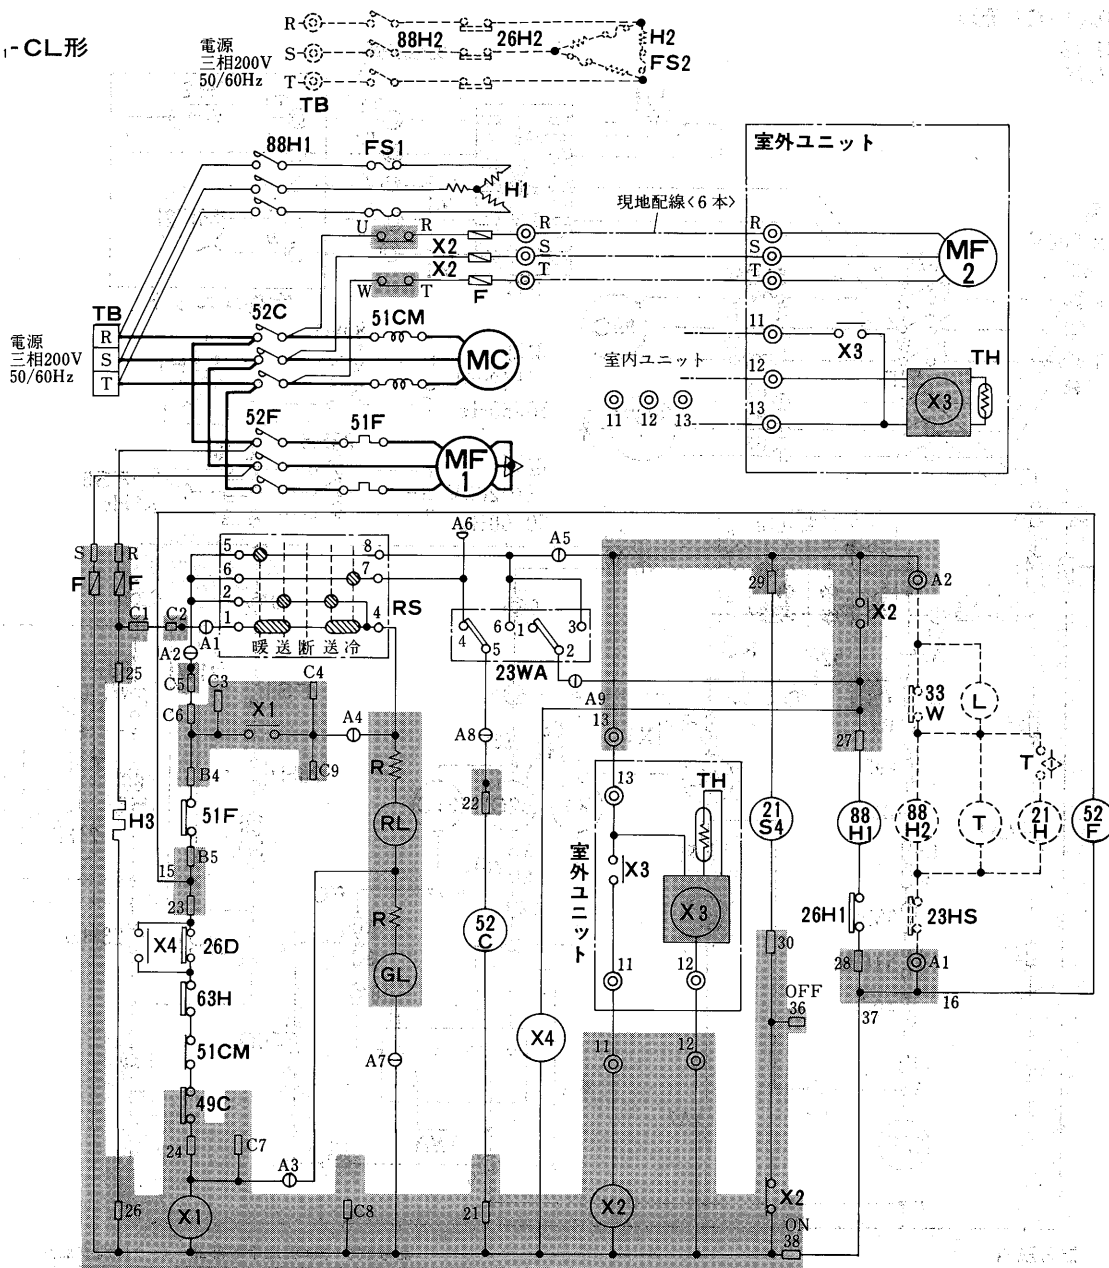 1-CL形
電源
三相200V
50/60Hz
R
S
T
TB
88H2
26H2
H2
FS2
88H1
FS1
H1
室外ユニット
現地配線<6本>
U
R
X2
X2
W
T
F
R
S
T
R
S
T
MF
2
TB
R
S
T
電源
三相200V
50/60Hz
52C
51CM
MC
11
12
13
X3
TH
X3
室内ユニット
11
12
13
52F
51F
MF
1
S
R
F
F
A6
A5
5
6
2
1
8
7
4
RS
暖送断送冷
C1
C2
A1
A2
4
5
6
1
2
3
23WA
29
X2
A2
25
C5
C3
C4
C6
X1
A4
C9
A9
13
33
W
L
T
27
B4
R
A8
22
13
TH
H3
51F
RL
21
S4
88
H1
88
H2
T
21
H
52
F
室外ユニット
X3
X3
B5
15
23
R
X4
26D
52
C
26H1
23HS
GL
11
12
30
28
A1
63H
OFF
36
37
16
X4
51CM
A7
11
12
49C
24
C7
A3
X2
26
X1
C8
21
X2
ON
38